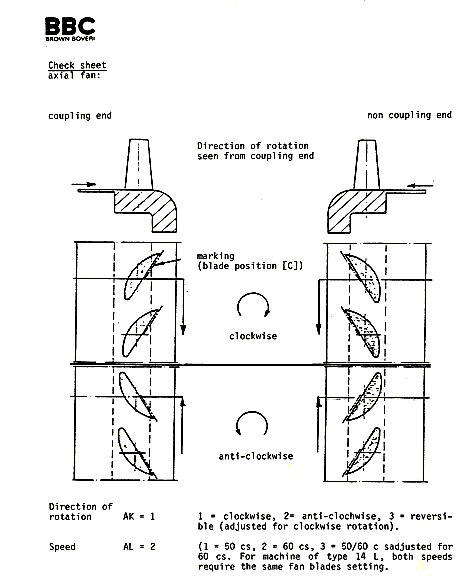 BBC
BROWN BOVERI
Check sheet
axial fan:
coupling end
non coupling end
Direction of rotation
seen from coupling end
marking
(blade position [C])
clockwise
anti-clockwise
Direction of
rotation AK = 1 1 = clockwise, 2= anti-clochwise, 3 = reversi-
ble (adjusted for clockwise rotation).
Speed AL = 2 (1 = 50 cs, 2 = 60 cs, 3 = 50/60 c sadjusted for
60 cs. For machine of type 14 L, both speeds
require the same fan blades setting.